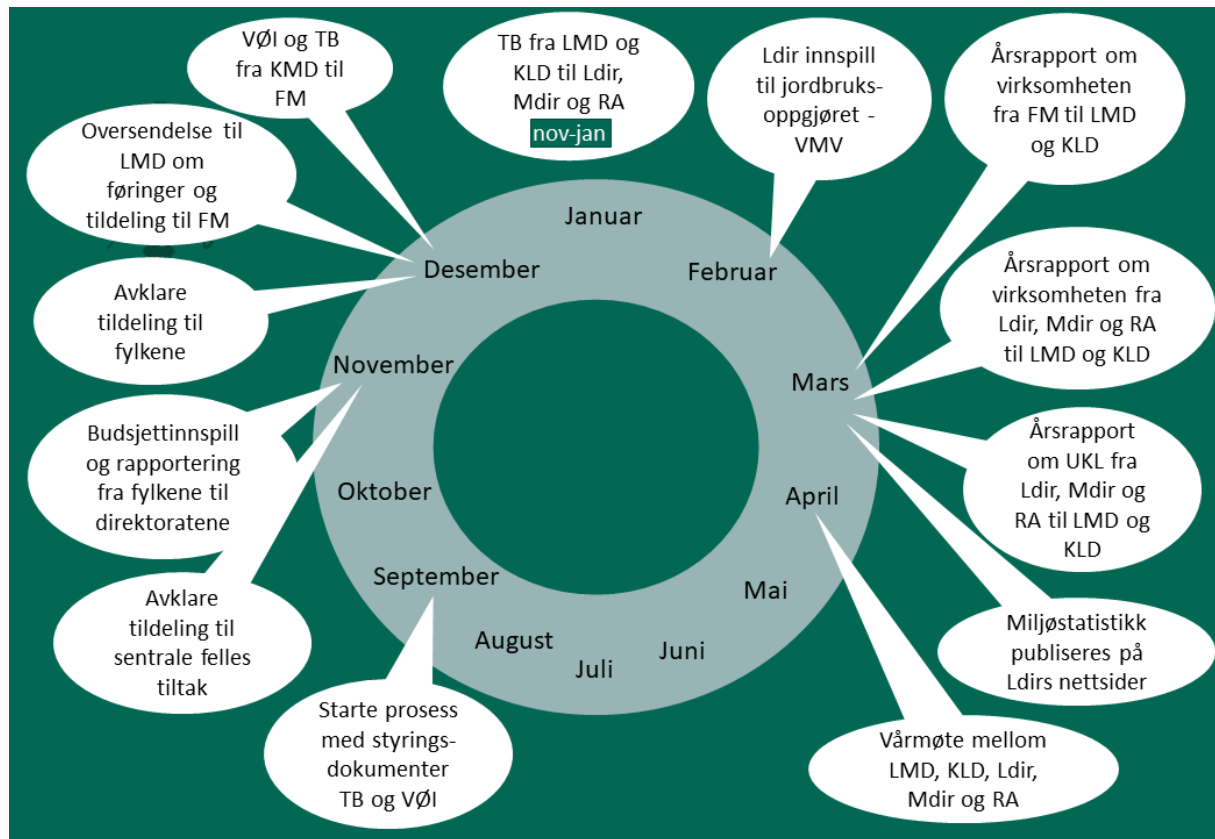 VØI og TB
fra KMD til
FM
TB fra LMD og
KLD til Ldir,
Mdir og RA
nov-jan
Ldir innspill
til jordbruks-
oppgjøret -
VMV
Årsrapport om
virksomheten
fra FM til LMD
og KLD
Oversendelse til
LMD om
føringer og
tildeling til FM
Januar
Desember
Februar
Årsrapport om
virksomheten fra
Ldir, Mdir og RA
til LMD og KLD
Avklare
tildeling til
fylkene
November
Mars
Budsjettinnspill
og rapportering
fra fylkene til
direktoratene
Årsrapport
om UKL fra
Ldir, Mdir og
RA til LMD og
KLD
Oktober
April
September
Mai
August
Juli
Juni
Avklare
tildeling til
sentrale felles
tiltak
Miljøstatistikk
publiseres på
Ldirs nettsider
Starte prosess
med styrings-
dokumenter
TB og VØI
Vårmøte mellom
LMD, KLD, Ldir,
Mdir og RA